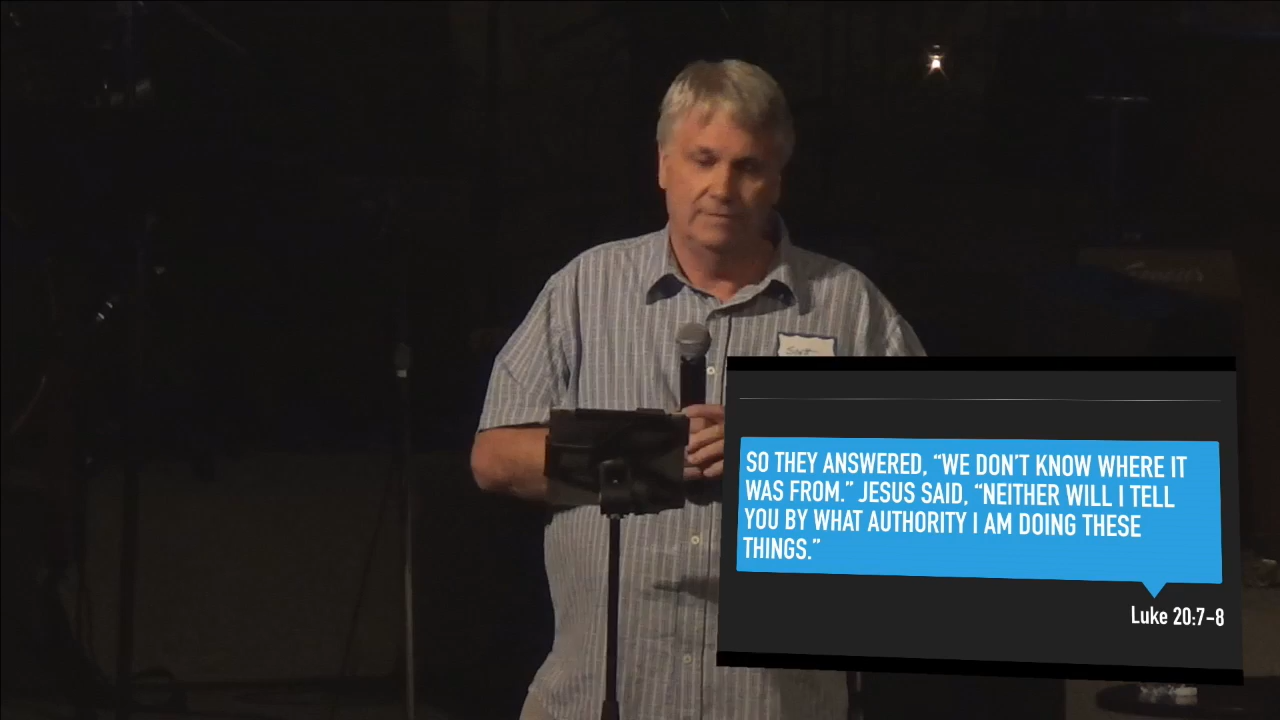 SO THEY ANSWERED, “WE DON’T KNOW WHERE IT
WAS FROM.” JESUS SAID, “NEITHER WILL I TELL
YOU BY WHAT AUTHORITY I AM DOING THESE
THINGS.”
Luke 20:7-8